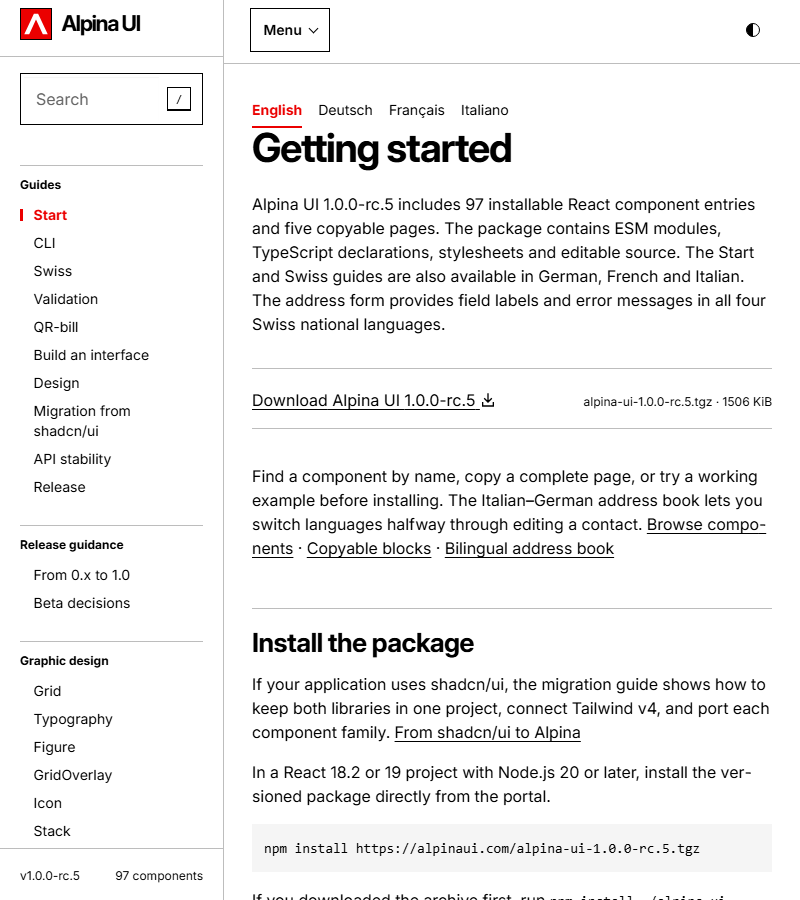 Alpina UI
Search
/
Guides
Start
CLI
Swiss
Validation
QR-bill
Build an interface
Design
Migration from
shadcn/ui
API stability
Release
Release guidance
From 0.x to 1.0
Beta decisions
Graphic design
Grid
Typography
Figure
GridOverlay
Icon
Stack
v1.0.0-rc.5 97 components
Menu
English Deutsch Français Italiano
Getting started
Alpina UI 1.0.0-rc.5 includes 97 installable React component entries
and five copyable pages. The package contains ESM modules,
TypeScript declarations, stylesheets and editable source. The Start
and Swiss guides are also available in German, French and Italian.
The address form provides field labels and error messages in all four
Swiss national languages.
Download Alpina UI 1.0.0-rc.5 alpina-ui-1.0.0-rc.5.tgz · 1506 KiB
Find a component by name, copy a complete page, or try a working
example before installing. The Italian–German address book lets you
switch languages halfway through editing a contact. Browse compo-
nents · Copyable blocks · Bilingual address book
Install the package
If your application uses shadcn/ui, the migration guide shows how to
keep both libraries in one project, connect Tailwind v4, and port each
component family. From shadcn/ui to Alpina
In a React 18.2 or 19 project with Node.js 20 or later, install the ver-
sioned package directly from the portal.
npm install https://alpinaui.com/alpina-ui-1.0.0-rc.5.tgz
If you downloaded the archive first, run npm install ./alpina-ui-